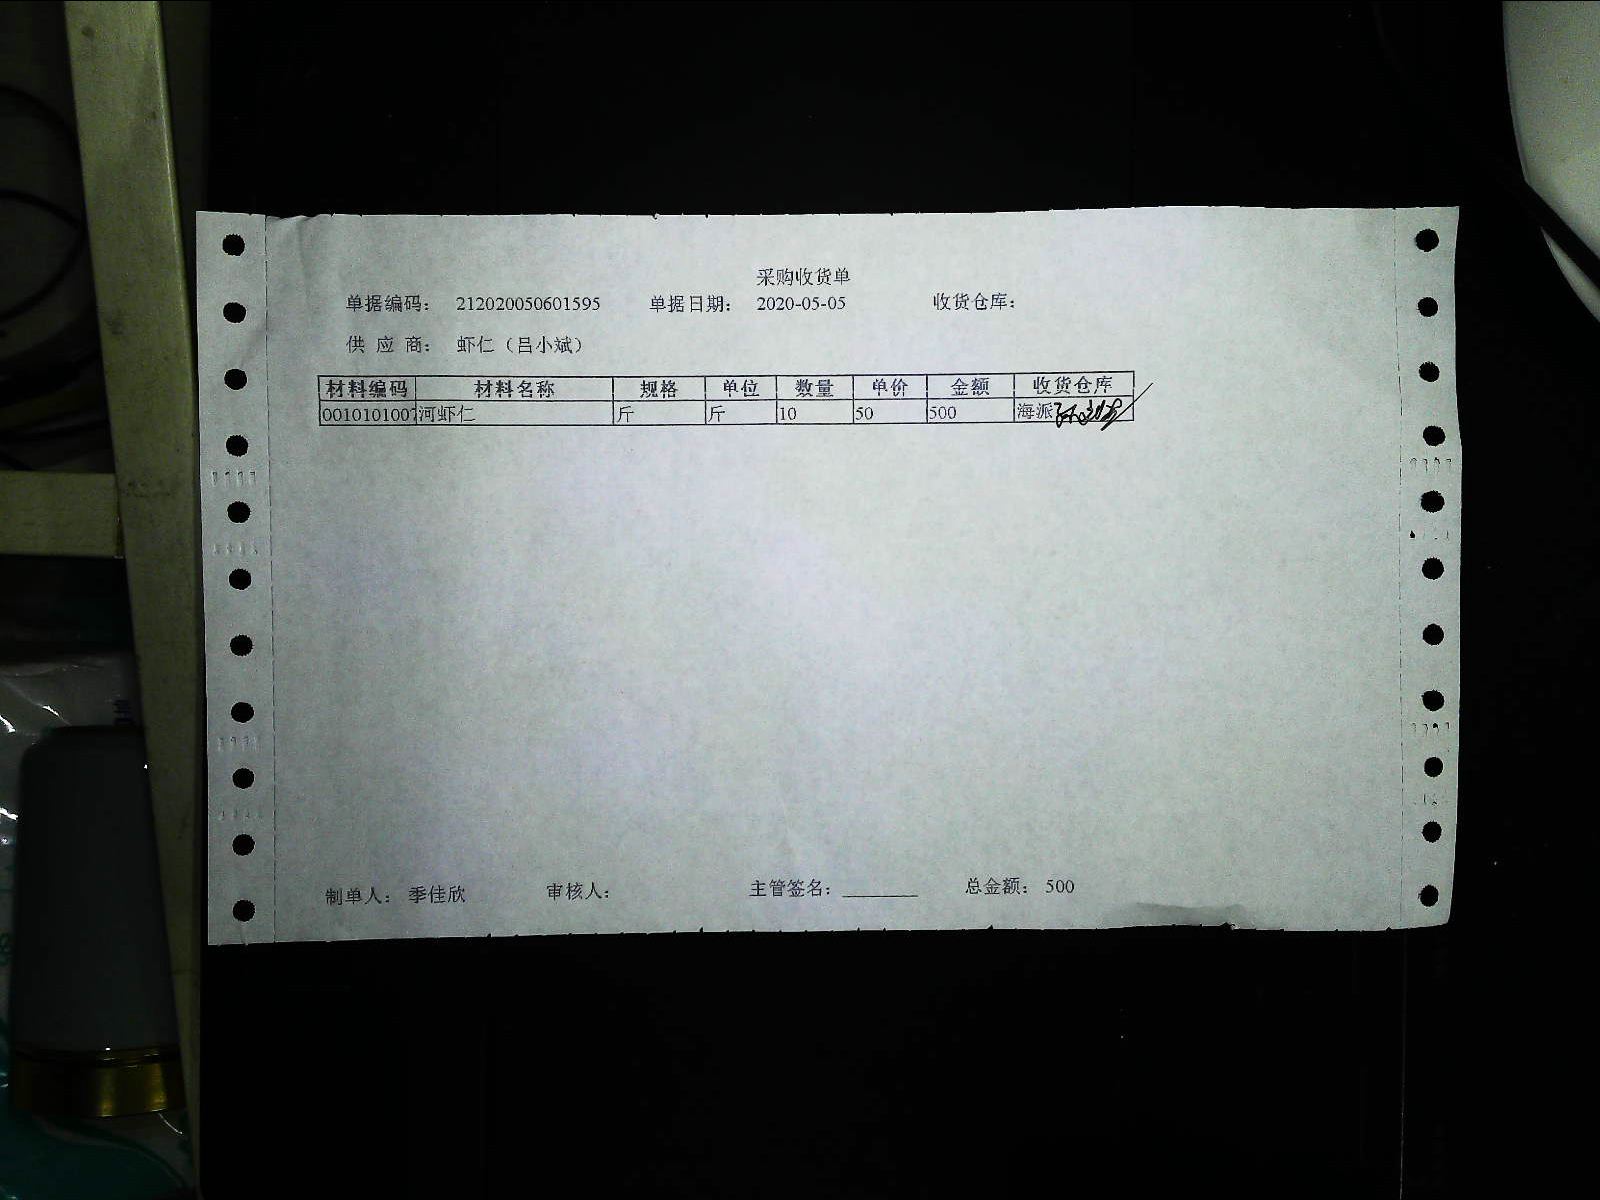 采购收货单
单据编码: 212020050601595 单据日期: 2020-05-05 收货仓库:
供 应 商: 虾仁（吕小斌）
材料编码 材料名称 规格 单位 数量 单价 金额 收货仓库
0010101007 河虾仁 斤 斤 10 50 500 海派
制单人: 季佳欣 审核人: 主管签名: ________ 总金额: 500